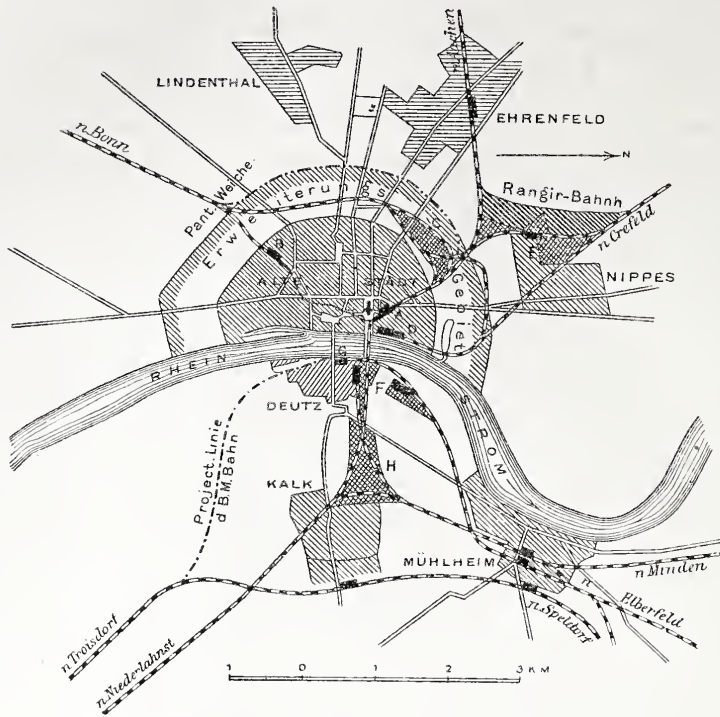 LINDENTHAL
n. Aachen
EHRENFELD
N
n. Bonn
Pant. Weiche.
Erweiterungs-
Gebiet
Rangir-Bahnh
n. Crefeld
NIPPES
E
B
C
ALTE STADT
A
D
G
RHEIN
STROM
DEUTZ
F
H
KALK
Project. Linie
d B.M. Bahn
MÜHLHEIM
n. Minden
n. Elberfeld
n. Speldorf
n. Troisdorf
n. Niederlahnst
1 0 1 2 3 KM